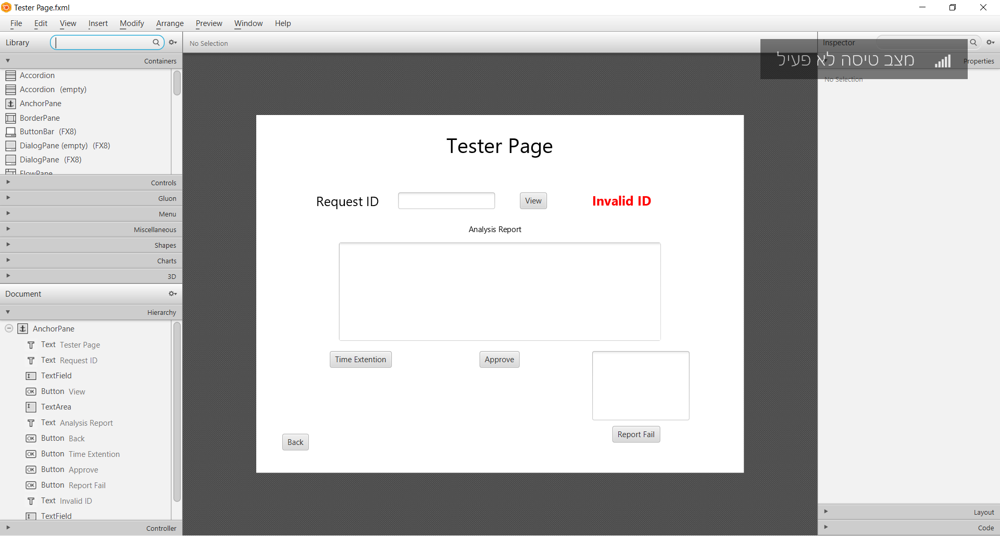 Tester Page.fxml
File Edit View Insert Modify Arrange Preview Window Help
Library
No Selection
Inspector
מצב טיסה לא פעיל
Containers
Properties
No Selection
Accordion
Accordion (empty)
AnchorPane
BorderPane
ButtonBar (FX8)
DialogPane (empty) (FX8)
DialogPane (FX8)
FlowPane
Controls
Gluon
Menu
Miscellaneous
Shapes
Charts
3D
Document
Hierarchy
AnchorPane
Text Tester Page
Text Request ID
TextField
Button View
TextArea
Text Analysis Report
Button Back
Button Time Extention
Button Approve
Button Report Fail
Text Invalid ID
TextField
Controller
Tester Page
Request ID
View
Invalid ID
Analysis Report
Time Extention
Approve
Report Fail
Back
Layout
Code